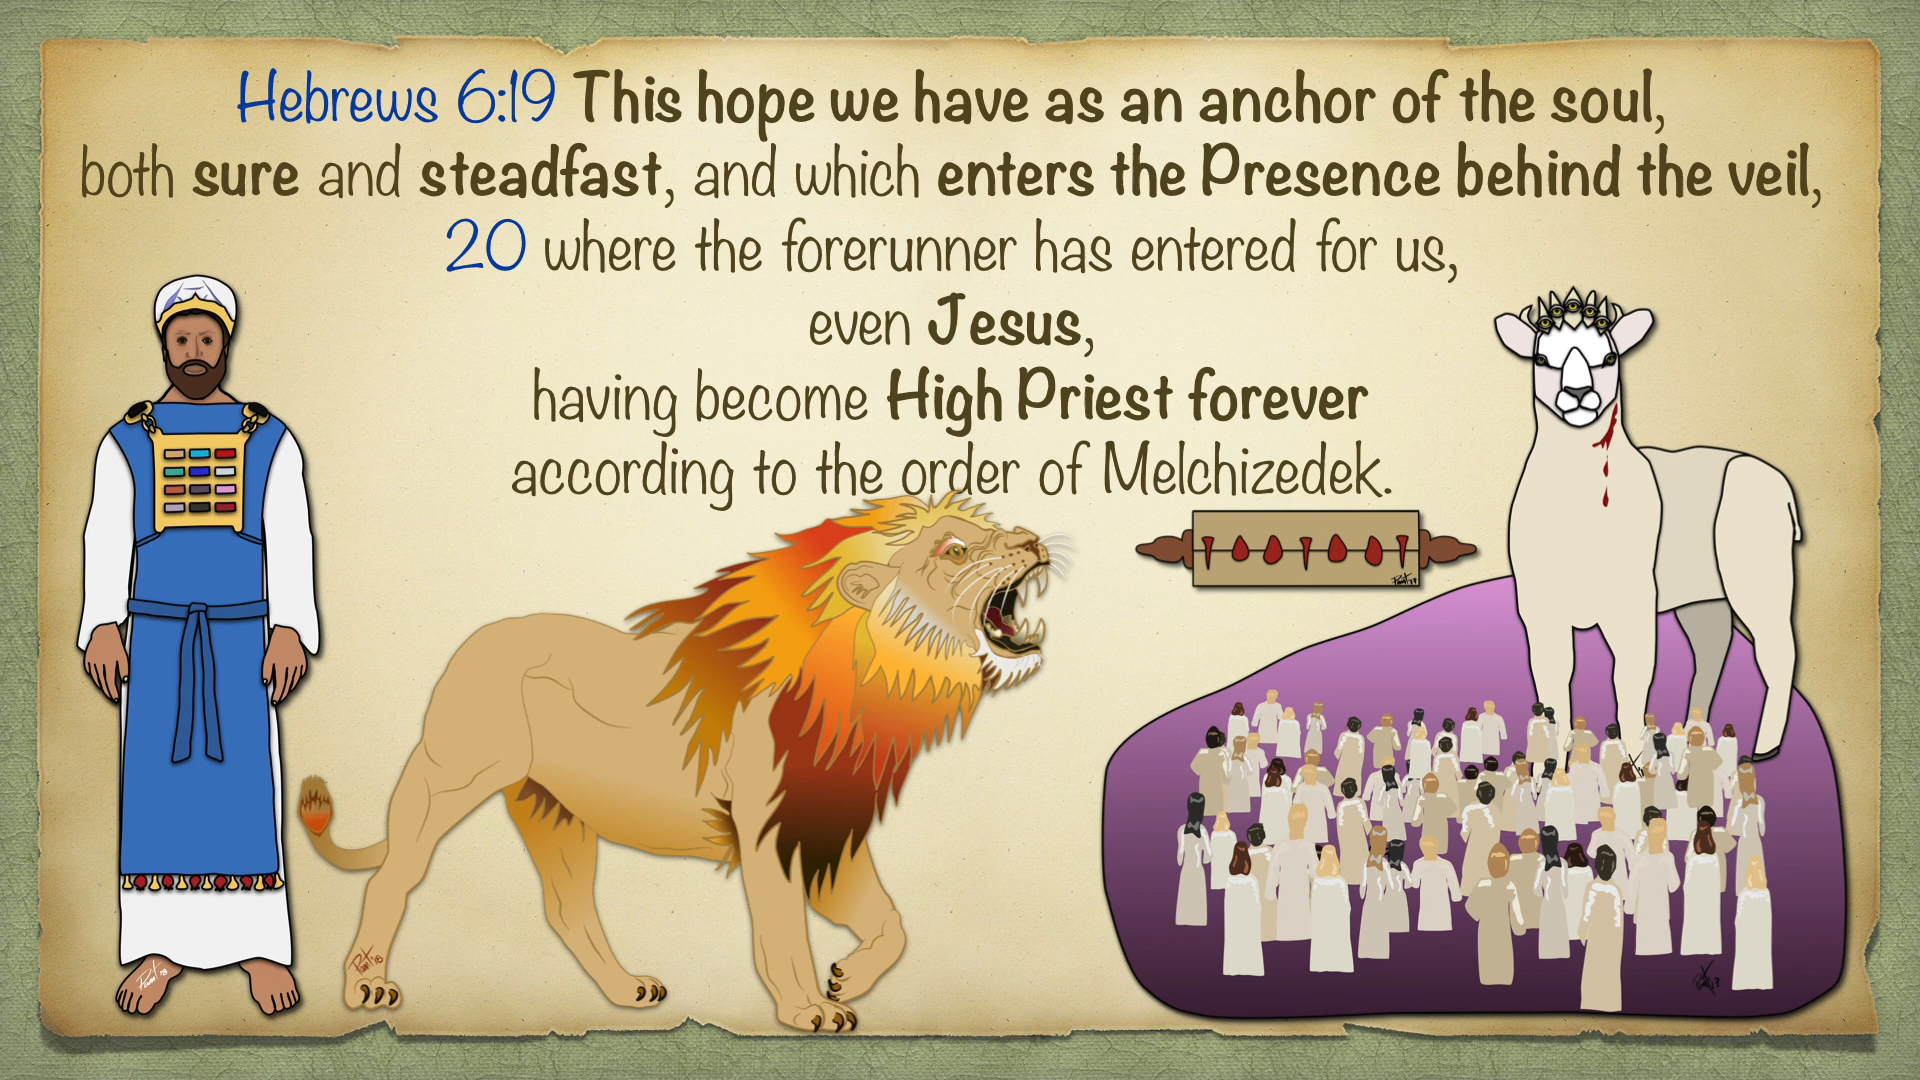 Hebrews 6:19 This hope we have as an anchor of the soul,
both sure and steadfast, and which enters the Presence behind the veil,
20 where the forerunner has entered for us,
even Jesus,
having become High Priest forever
according to the order of Melchizedek.